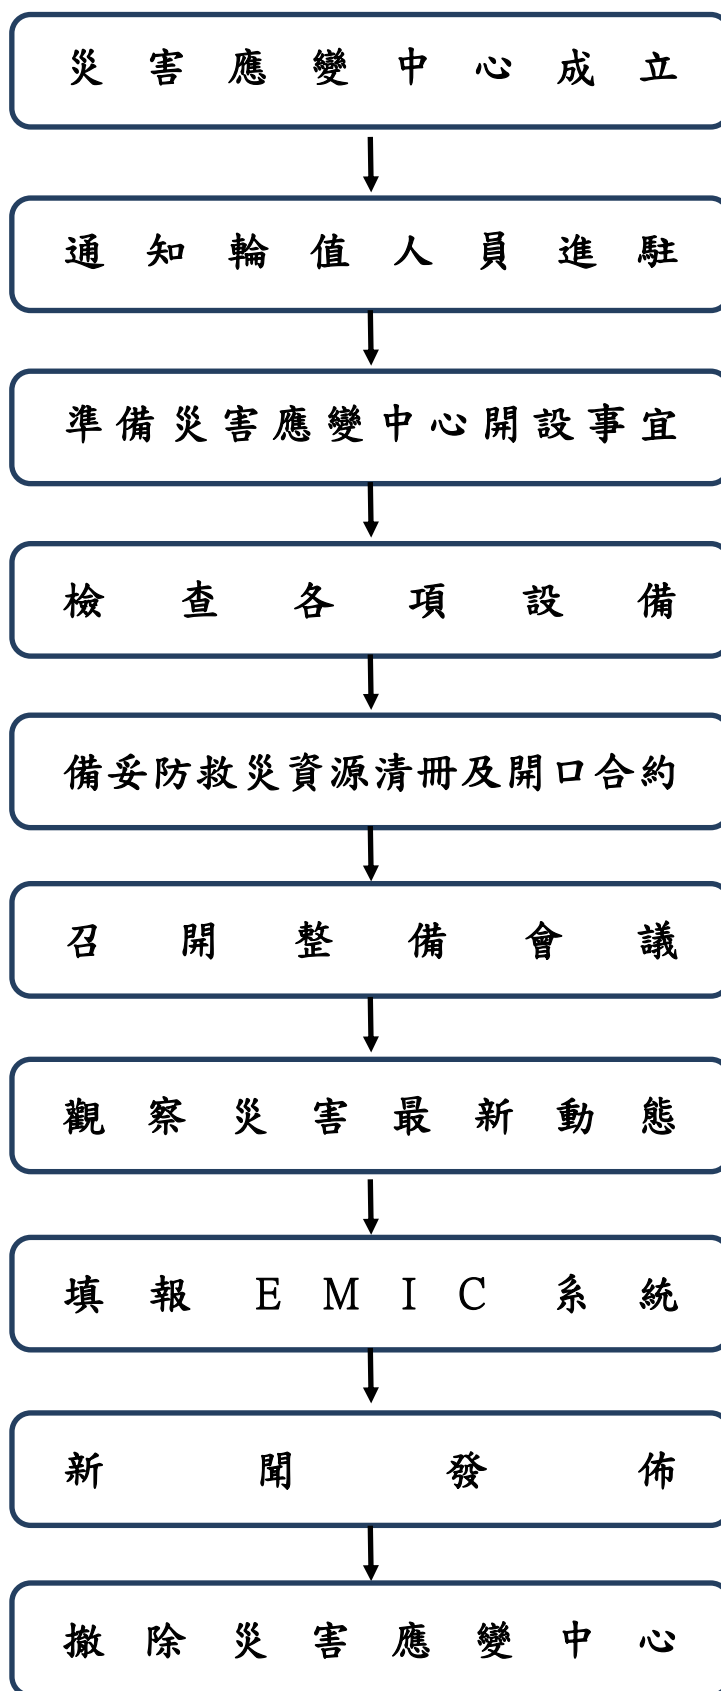 災害應變中心成立
通知輪值人員進駐
準備災害應變中心開設事宜
檢查各項設備
備妥防救災資源清冊及開口合約
召開整備會議
觀察災害最新動態
填報EMIC系統
新聞發佈
撤除災害應變中心